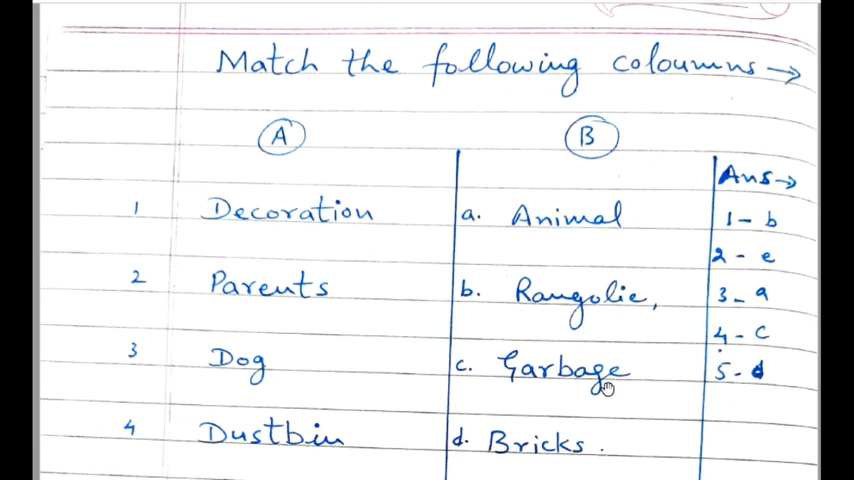 Match the following coloumns →
A B
Ans →
1 Decoration a. Animal 1 - b
2 - e
2 Parents b. Rangolie, 3 - a
4 - c
3 Dog c. Garbage 5 - d
4 Dustbin d. Bricks.